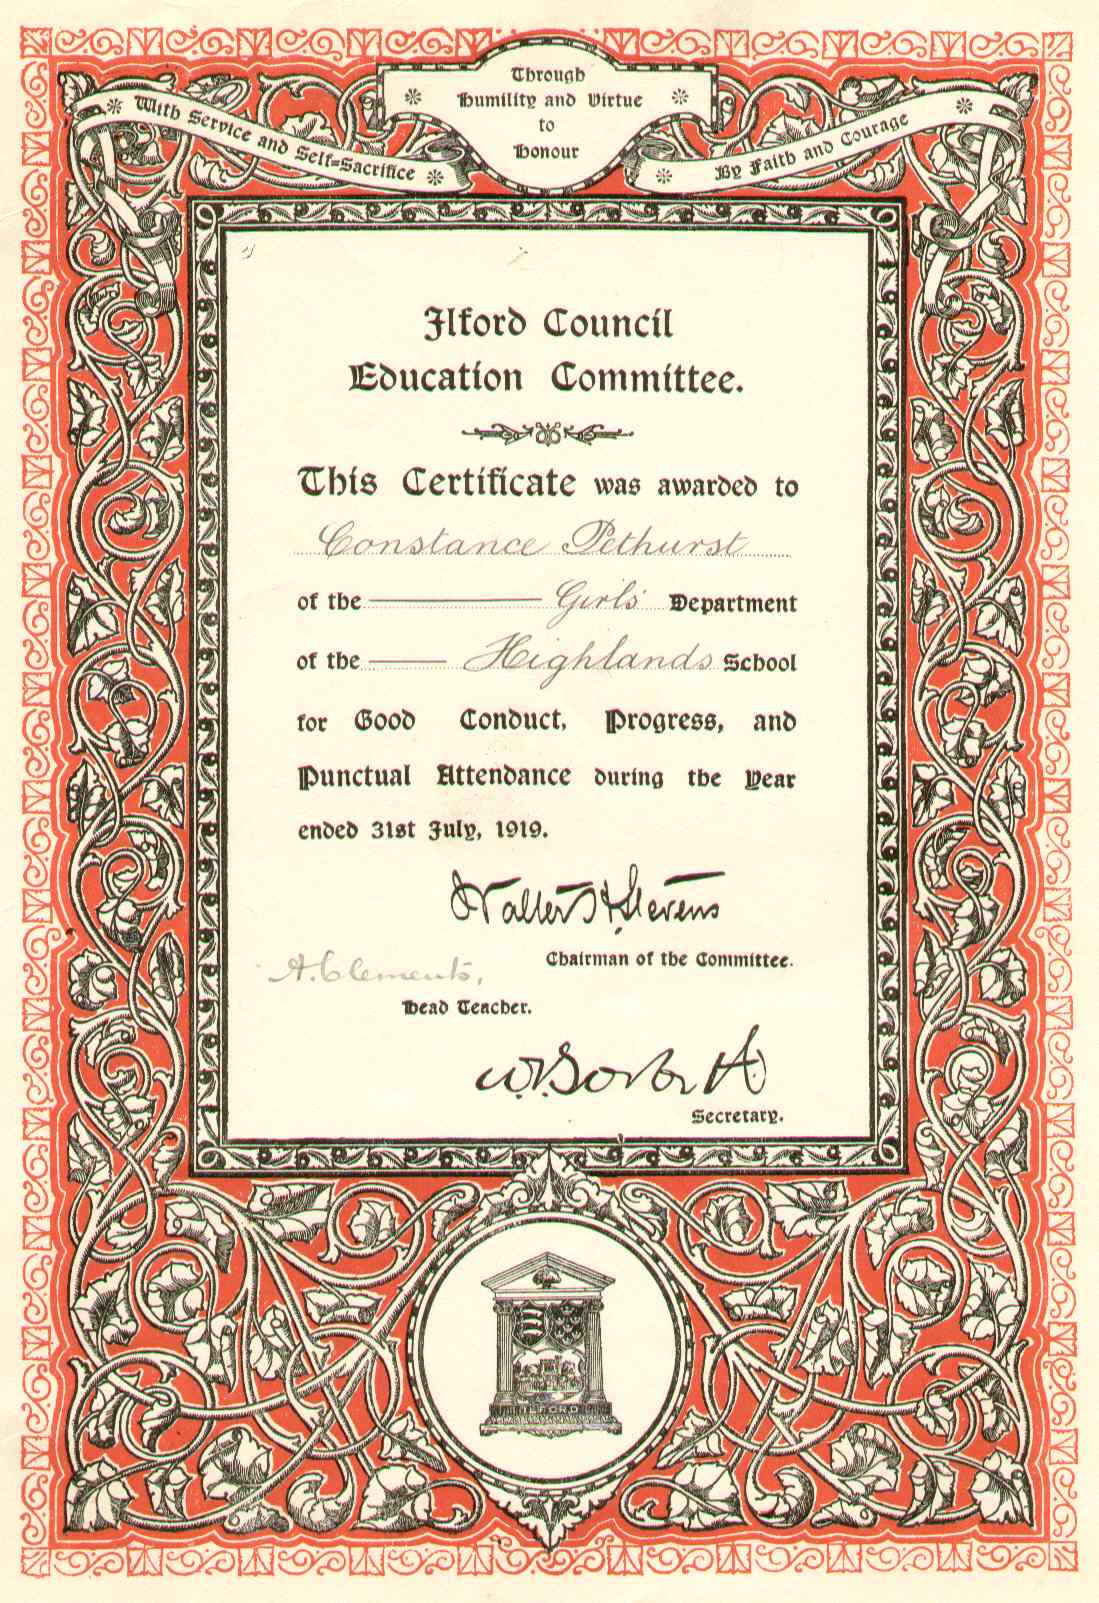 With Service and Self-Sacrifice
Through
Humility and Virtue
to
Honour
By Faith and Courage
Ilford Council
Education Committee.
This Certificate was awarded to
Constance Pethurst
of the Girls' Department
of the Highlands School
for Good Conduct, Progress, and
Punctual Attendance during the Year
ended 31st July, 1919.
Stevens
Chairman of the Committee.
A. Clements,
Head Teacher.
Secretary.
ILFORD